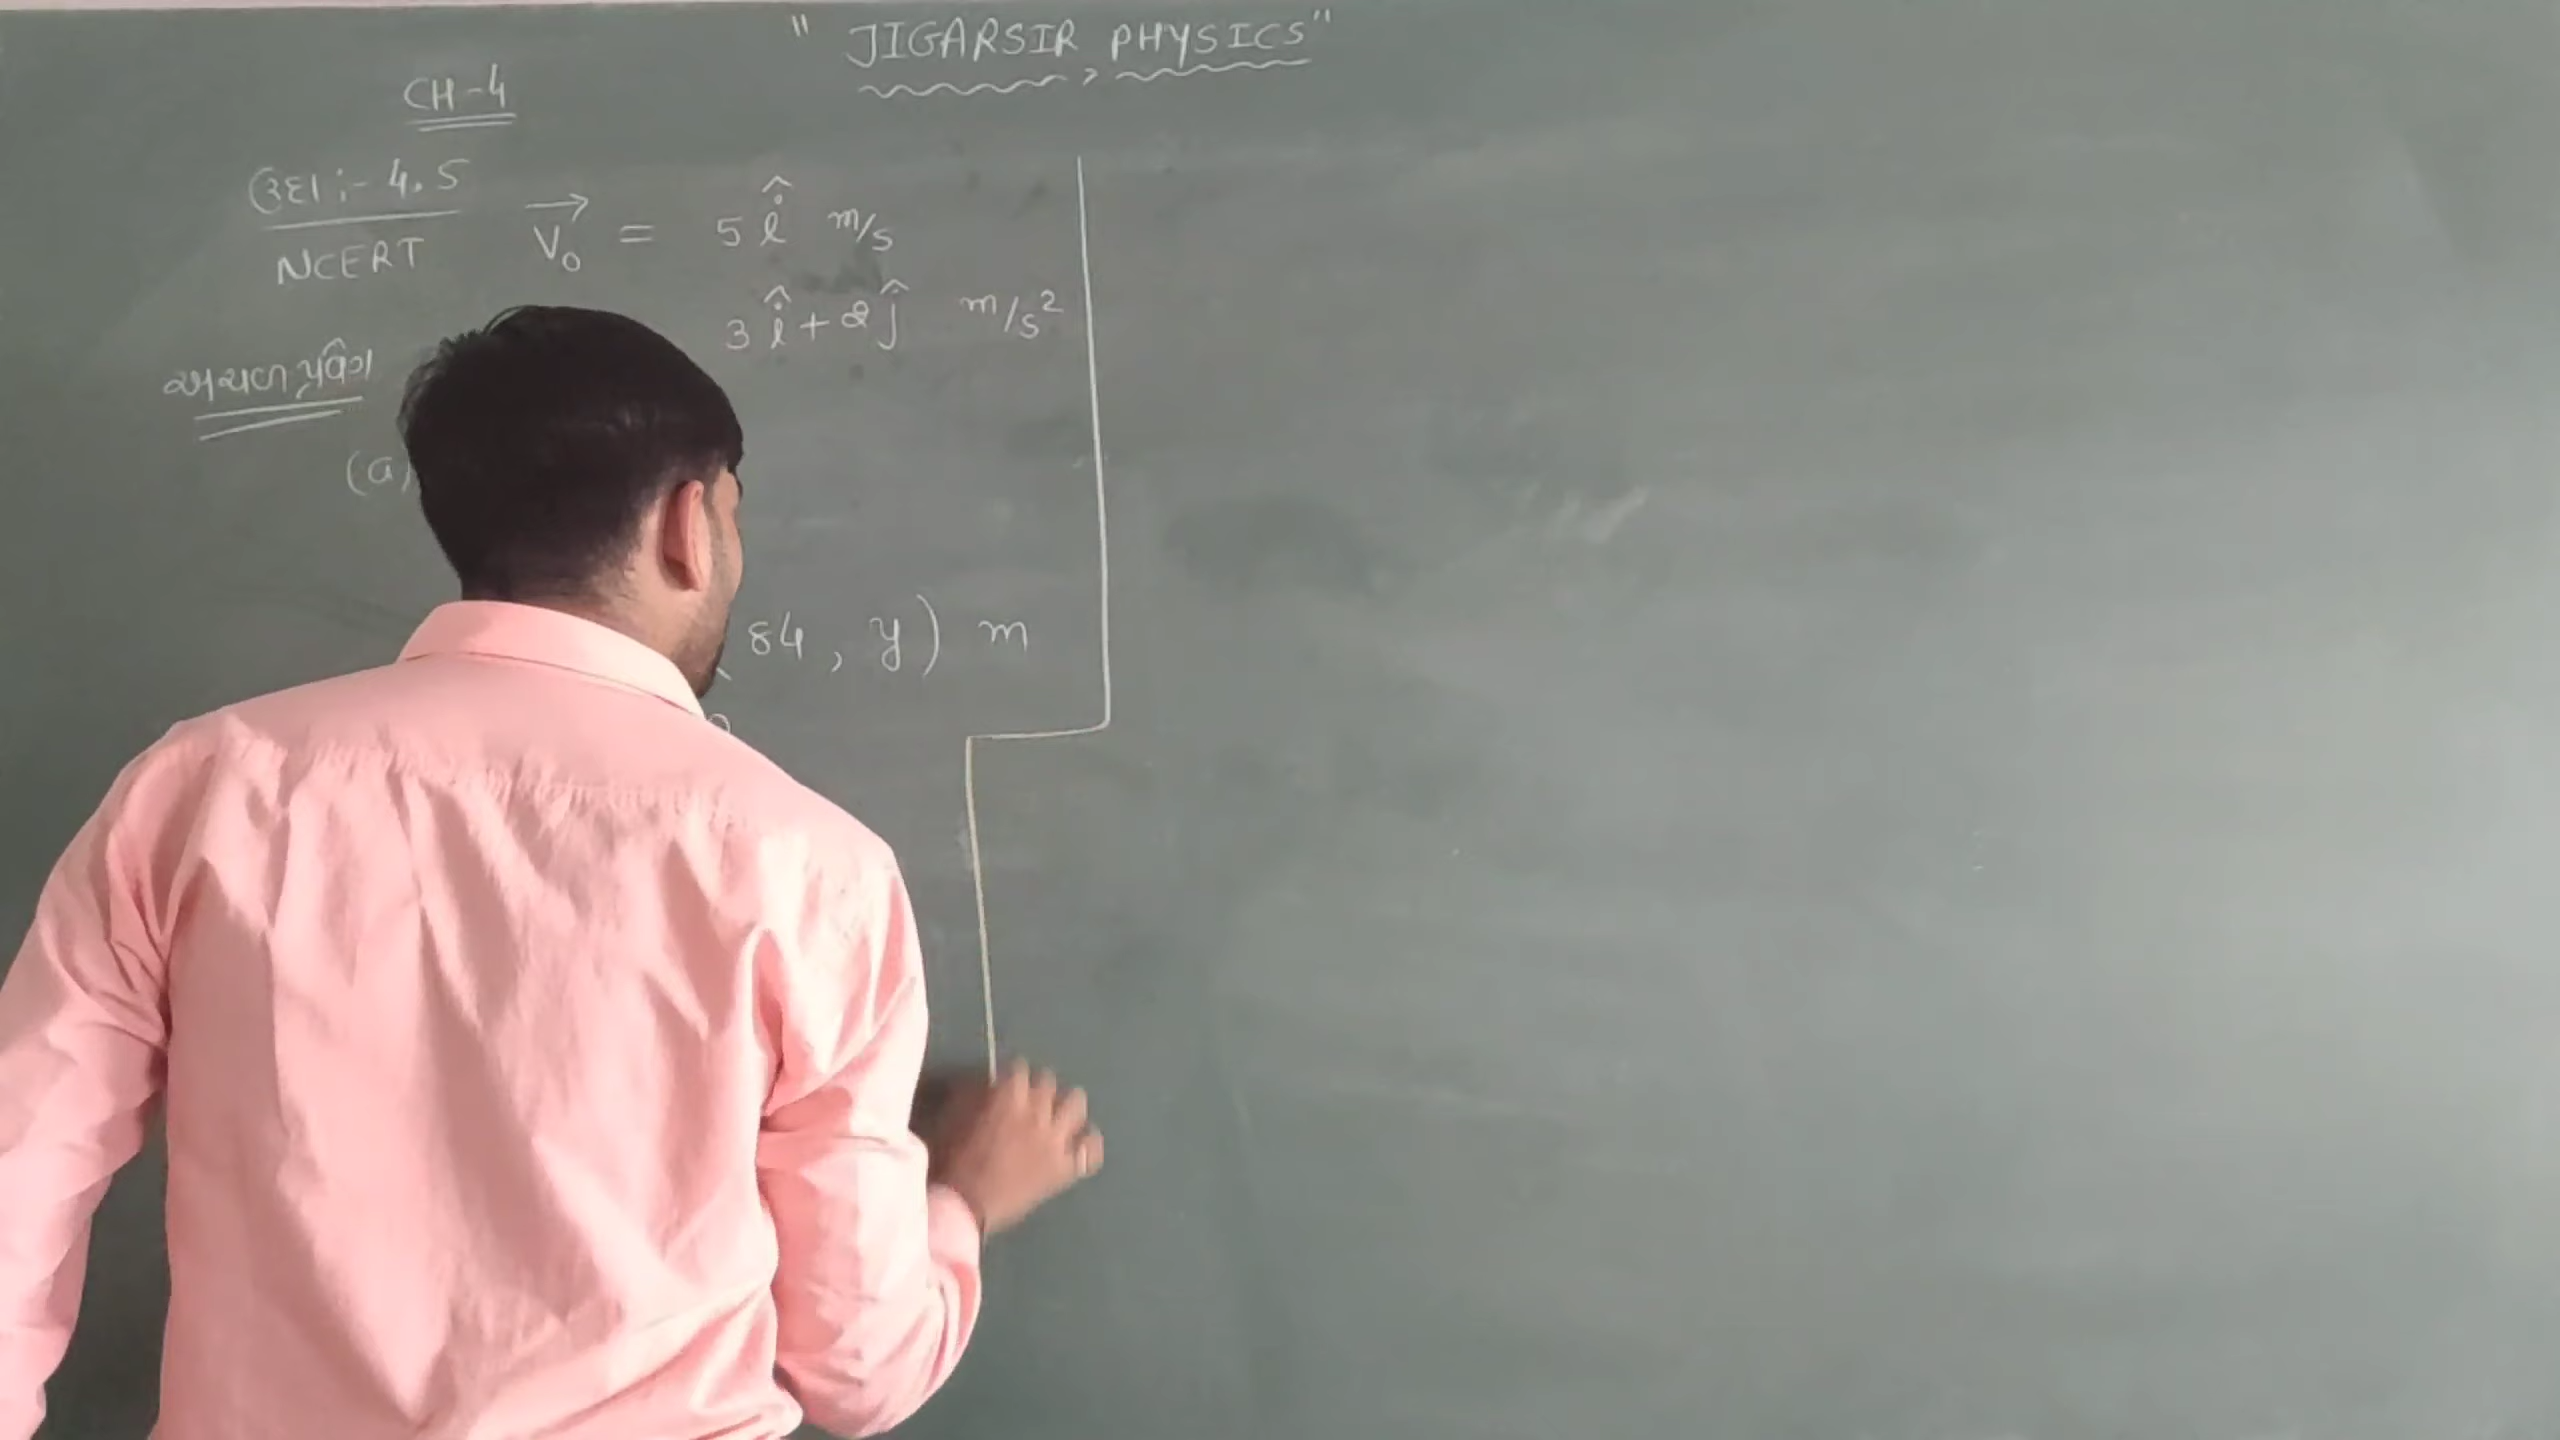 " JIGARSIR PHYSICS "
CH-4
ઉદા :- 4.5
NCERT
V₀ = 5 î m/s
3 î + 2 ĵ m/s²
અચળ પ્રવેગ
(a)
84 , y ) m